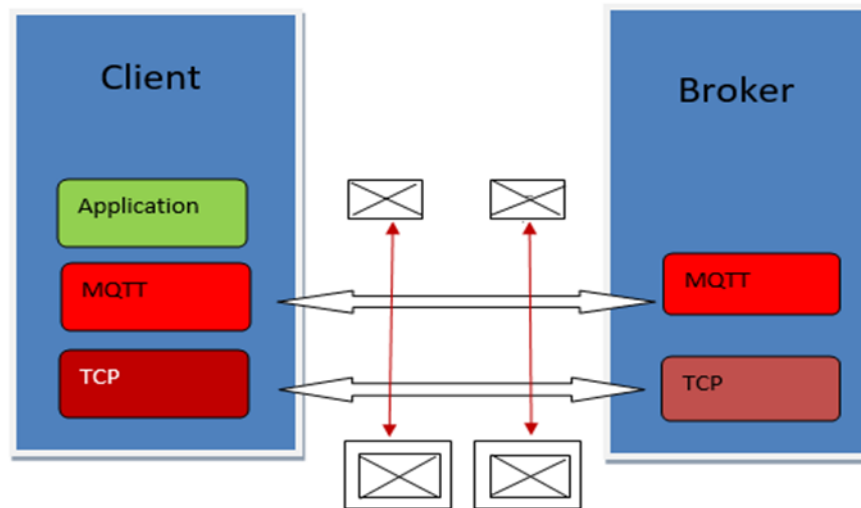 Client
Broker
Application
MQTT
MQTT
TCP
TCP